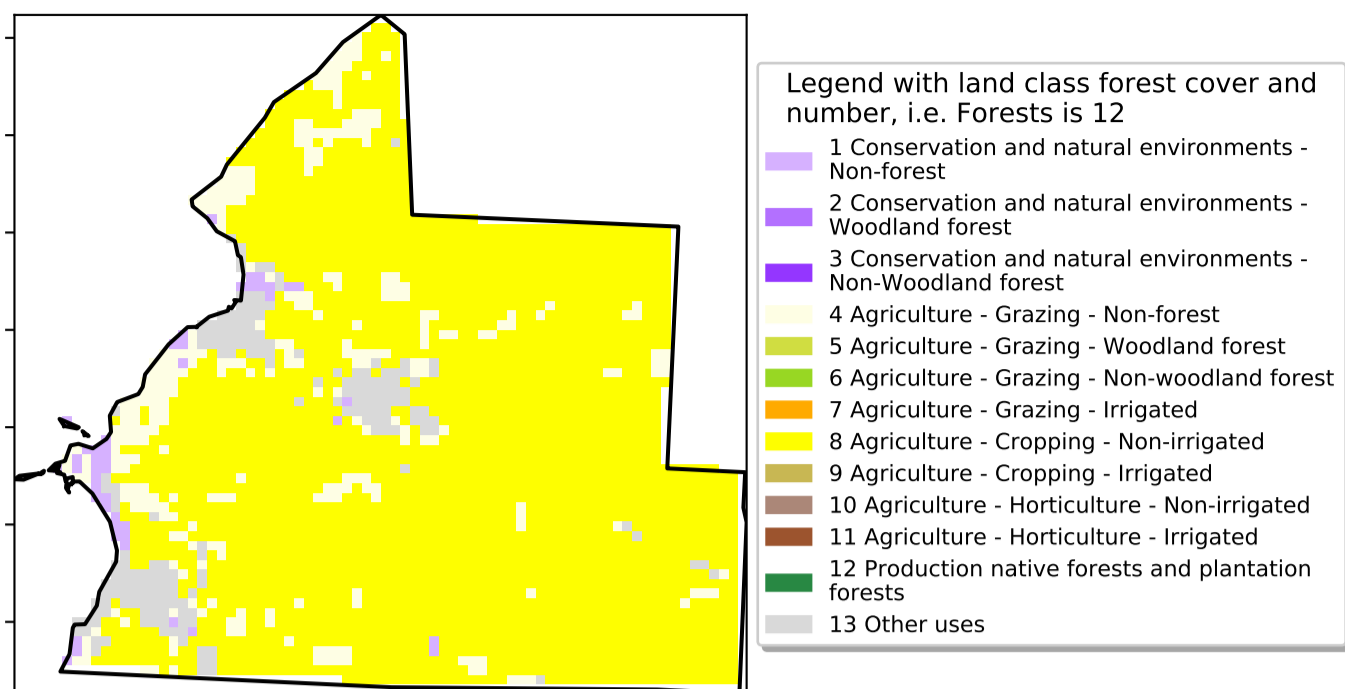 Legend with land class forest cover and
number, i.e. Forests is 12
1 Conservation and natural environments -
Non-forest
2 Conservation and natural environments -
Woodland forest
3 Conservation and natural environments -
Non-Woodland forest
4 Agriculture - Grazing - Non-forest
5 Agriculture - Grazing - Woodland forest
6 Agriculture - Grazing - Non-woodland forest
7 Agriculture - Grazing - Irrigated
8 Agriculture - Cropping - Non-irrigated
9 Agriculture - Cropping - Irrigated
10 Agriculture - Horticulture - Non-irrigated
11 Agriculture - Horticulture - Irrigated
12 Production native forests and plantation
forests
13 Other uses